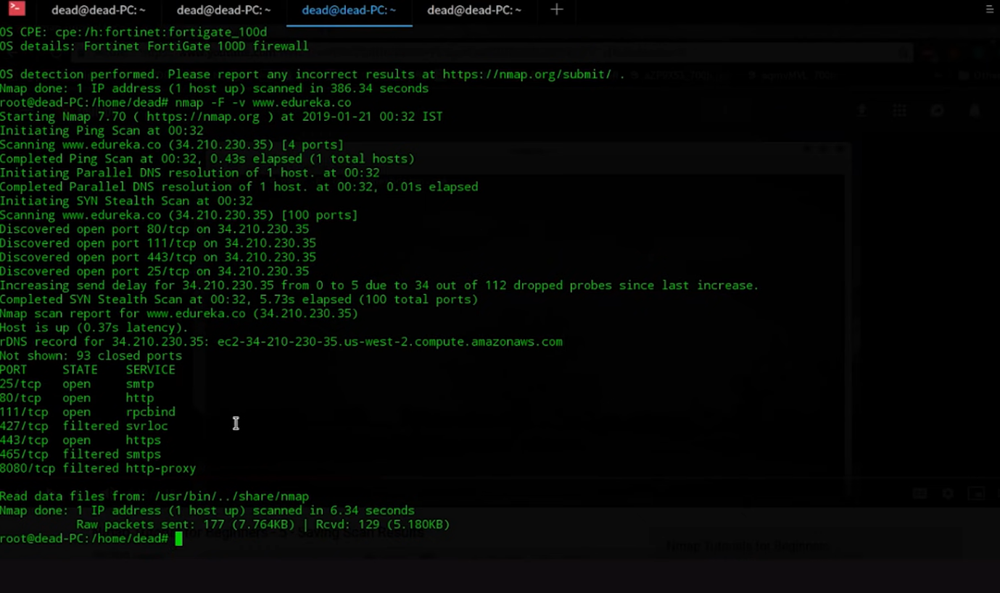 dead@dead-PC: ~ dead@dead-PC: ~ dead@dead-PC: ~ dead@dead-PC: ~
OS CPE: cpe:/h:fortinet:fortigate_100d
OS details: Fortinet FortiGate 100D firewall
OS detection performed. Please report any incorrect results at https://nmap.org/submit/ .
Nmap done: 1 IP address (1 host up) scanned in 386.34 seconds
root@dead-PC:/home/dead# nmap -F -v www.edureka.co
Starting Nmap 7.70 ( https://nmap.org ) at 2019-01-21 00:32 IST
Initiating Ping Scan at 00:32
Scanning www.edureka.co (34.210.230.35) [4 ports]
Completed Ping Scan at 00:32, 0.43s elapsed (1 total hosts)
Initiating Parallel DNS resolution of 1 host. at 00:32
Completed Parallel DNS resolution of 1 host. at 00:32, 0.01s elapsed
Initiating SYN Stealth Scan at 00:32
Scanning www.edureka.co (34.210.230.35) [100 ports]
Discovered open port 80/tcp on 34.210.230.35
Discovered open port 111/tcp on 34.210.230.35
Discovered open port 443/tcp on 34.210.230.35
Discovered open port 25/tcp on 34.210.230.35
Increasing send delay for 34.210.230.35 from 0 to 5 due to 34 out of 112 dropped probes since last increase.
Completed SYN Stealth Scan at 00:32, 5.73s elapsed (100 total ports)
Nmap scan report for www.edureka.co (34.210.230.35)
Host is up (0.37s latency).
rDNS record for 34.210.230.35: ec2-34-210-230-35.us-west-2.compute.amazonaws.com
Not shown: 93 closed ports
PORT STATE SERVICE
25/tcp open smtp
80/tcp open http
111/tcp open rpcbind
427/tcp filtered svrloc
443/tcp open https
465/tcp filtered smtps
8080/tcp filtered http-proxy
Read data files from: /usr/bin/../share/nmap
Nmap done: 1 IP address (1 host up) scanned in 6.34 seconds
Raw packets sent: 177 (7.764KB) | Rcvd: 129 (5.180KB)
root@dead-PC:/home/dead#
for Beginners - 3 - Saving Scan Results
Nmap Tutorials for Beginners